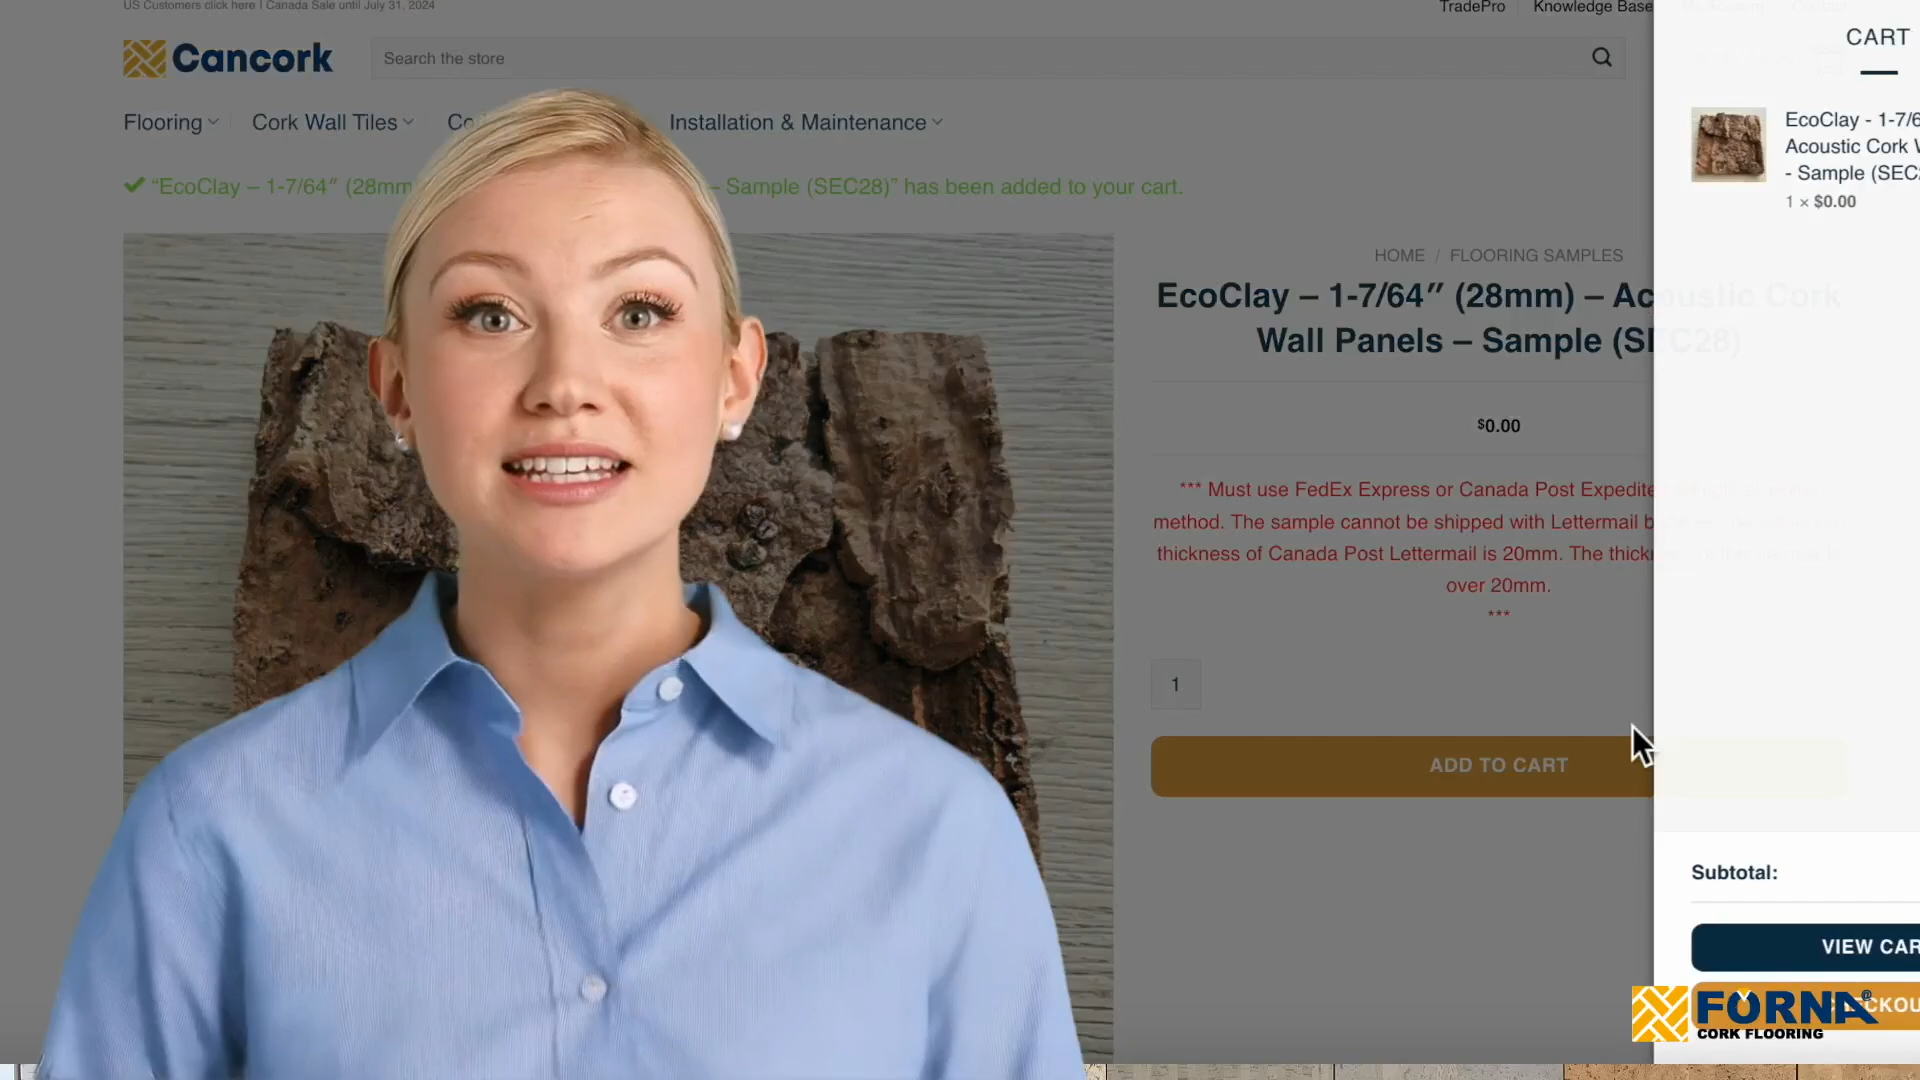 US Customers click here | Canada Sale until July 31, 2024
TradePro
Knowledge Base
Cancork
Search the store
CART
Flooring
Cork Wall Tiles
Installation & Maintenance
EcoClay - 1-7/6
Acoustic Cork W
- Sample (SEC2
1 × $0.00
"EcoClay – 1-7/64″ (28mm – Sample (SEC28)" has been added to your cart.
HOME / FLOORING SAMPLES
EcoClay – 1-7/64″ (28mm) – Acoustic Cork
Wall Panels – Sample (SEC28)
$0.00
*** Must use FedEx Express or Canada Post Expedite
method. The sample cannot be shipped with Lettermail b
thickness of Canada Post Lettermail is 20mm. The thick
over 20mm.
***
1
ADD TO CART
Subtotal:
VIEW CAR
CHECKOU
FORNA
CORK FLOORING